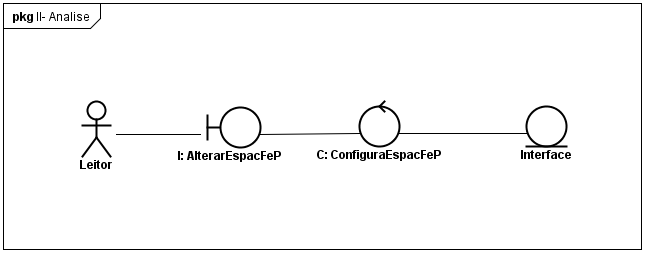 pkg II- Analise
Leitor
I: AlterarEspacFeP
C: ConfiguraEspacFeP
Interface